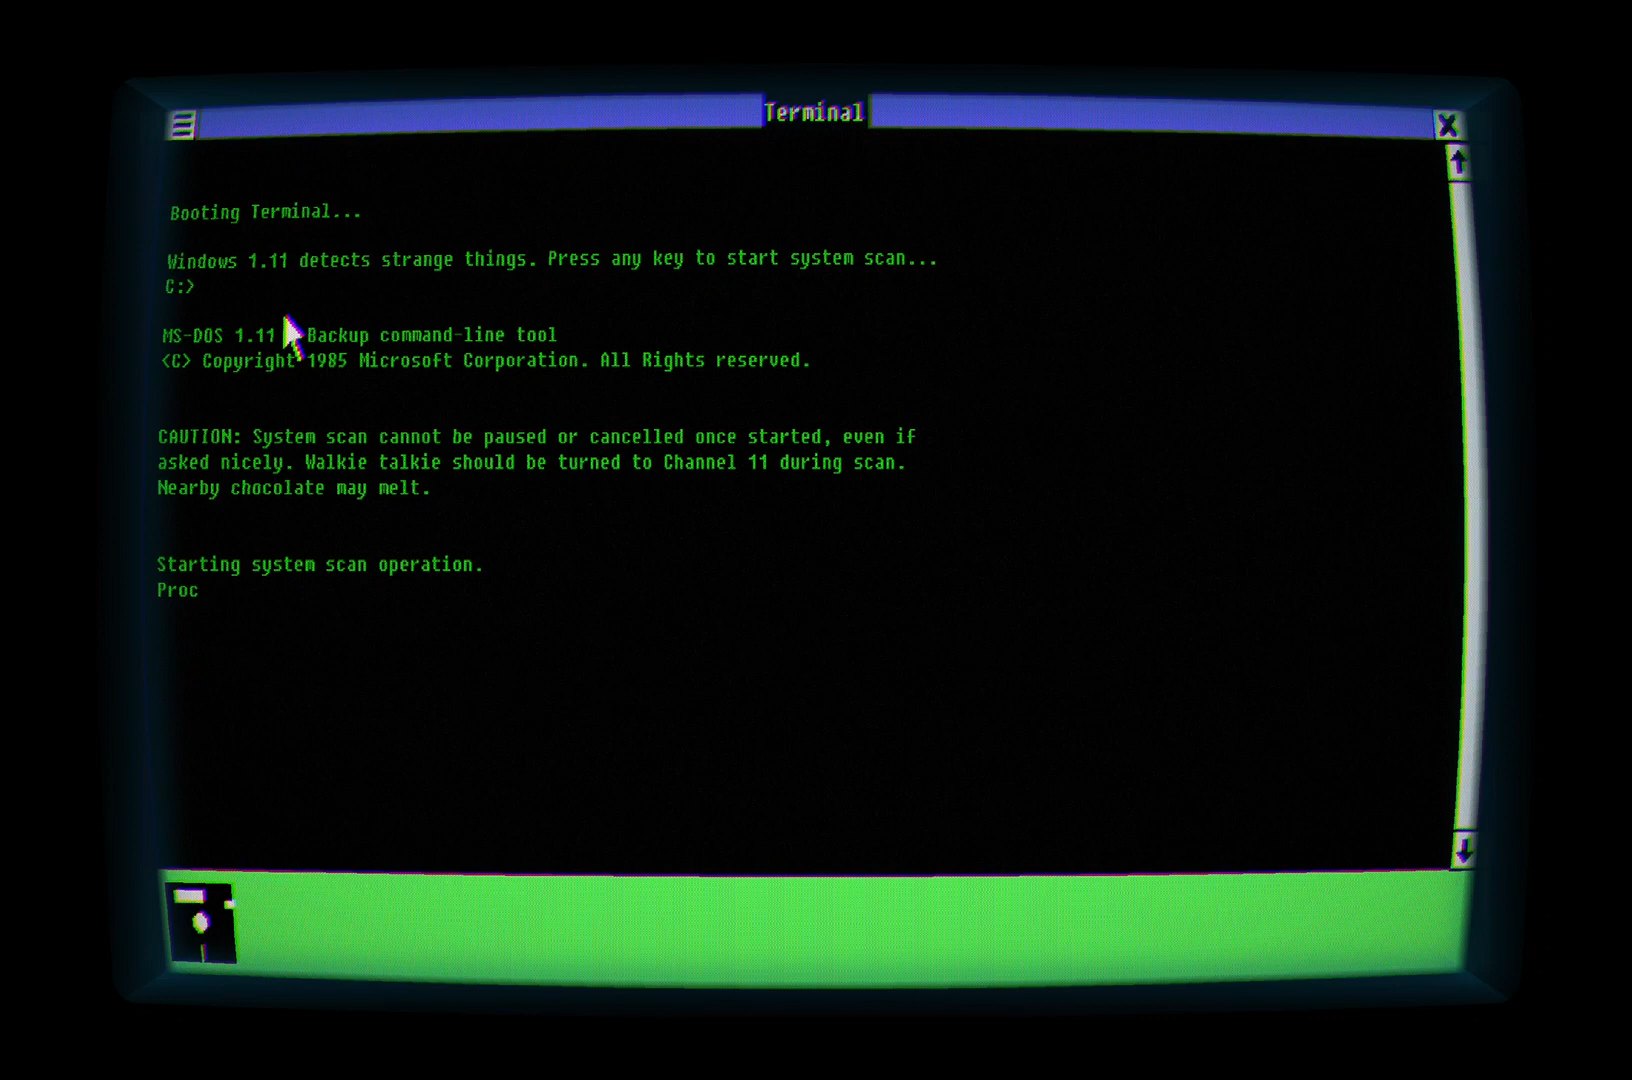 Terminal
Booting Terminal...
Windows 1.11 detects strange things. Press any key to start system scan...
C:>
MS-DOS 1.11 Backup command-line tool
<C> Copyright 1985 Microsoft Corporation. All Rights reserved.
CAUTION: System scan cannot be paused or cancelled once started, even if
asked nicely. Walkie talkie should be turned to Channel 11 during scan.
Nearby chocolate may melt.
Starting system scan operation.
Proc